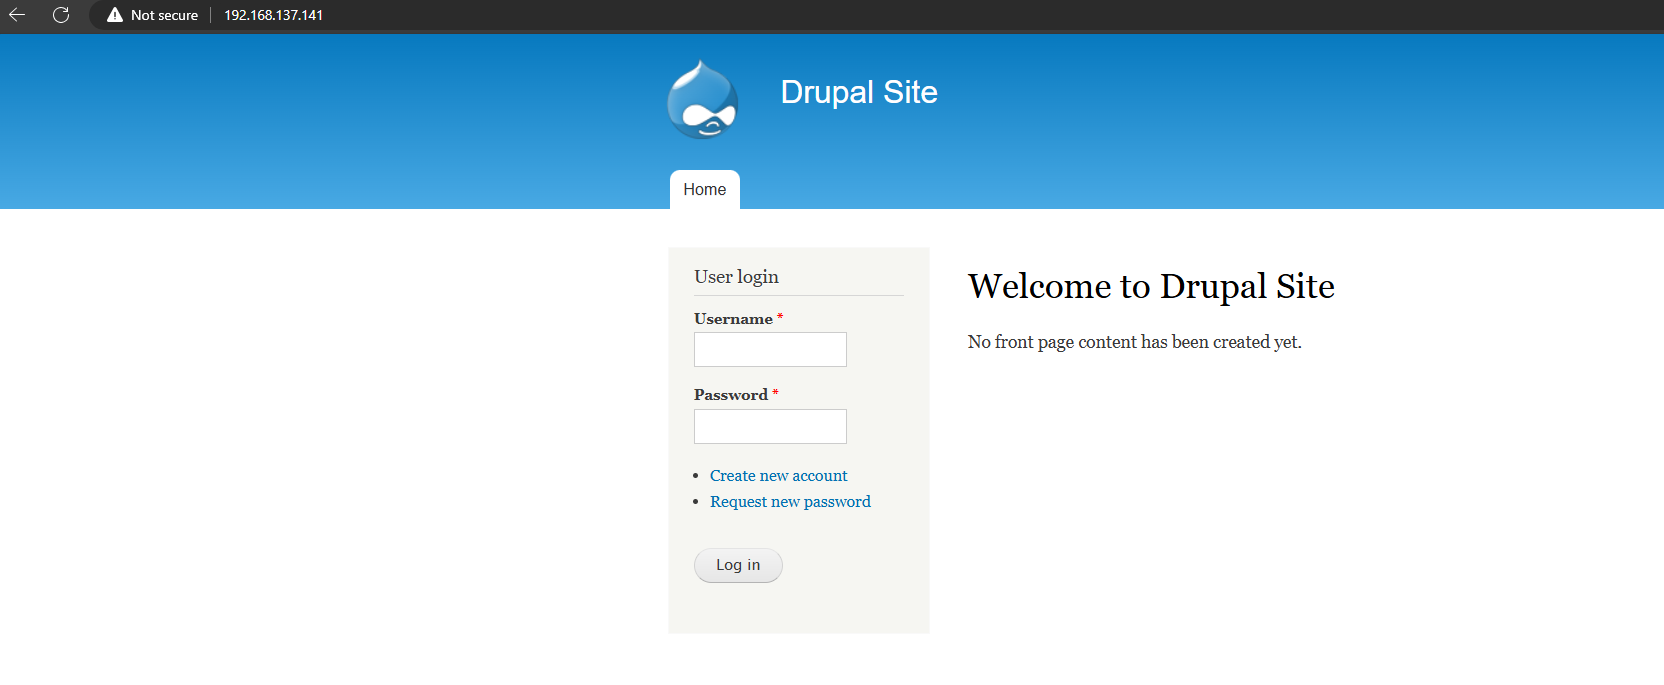 Not secure 192.168.137.141
Drupal Site
Home
User login
Username *
Password *
Create new account
Request new password
Log in
Welcome to Drupal Site
No front page content has been created yet.